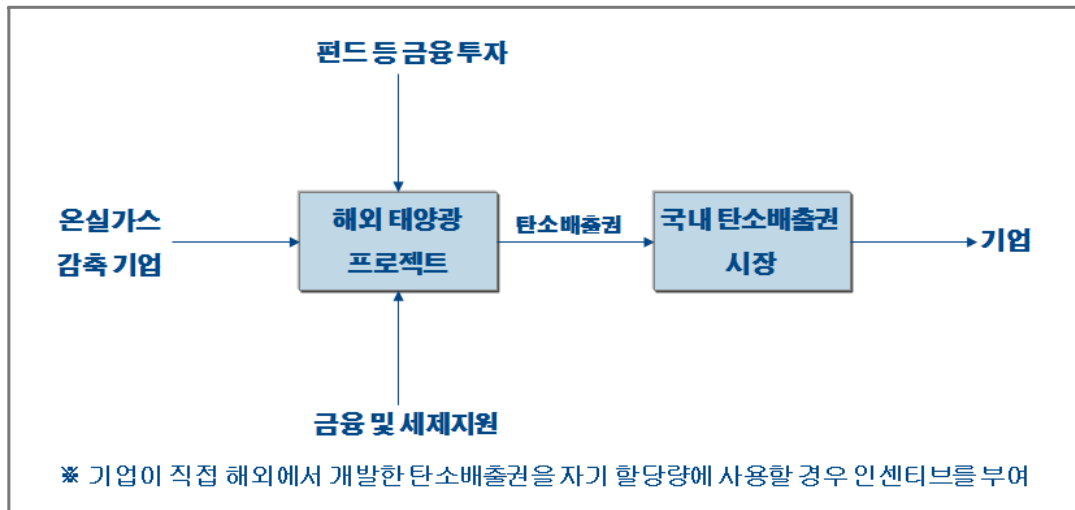 펀드 등 금융 투자
온실가스
감축 기업
해외 태양광
프로젝트
탄소배출권
국내 탄소배출권
시장
기업
금융 및 세제지원
※ 기업이 직접 해외에서 개발한 탄소배출권을 자기 할당량에 사용할 경우 인센티브를 부여